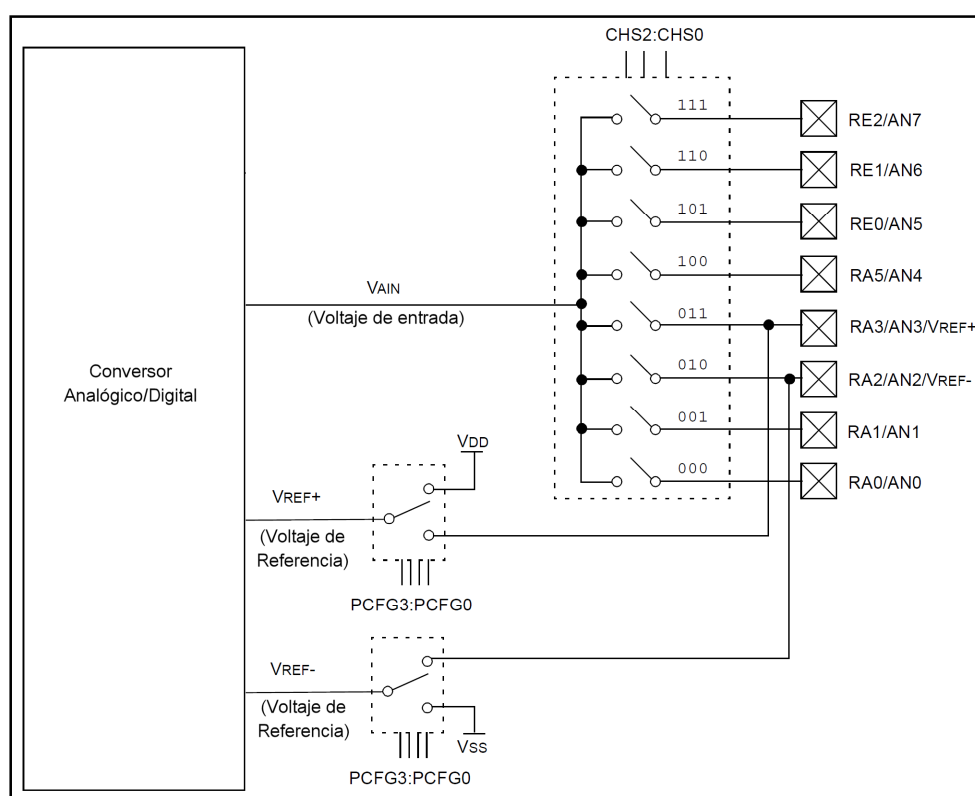 CHS2:CHS0
111
RE2/AN7
110
RE1/AN6
101
RE0/AN5
100
RA5/AN4
VAIN
(Voltaje de entrada)
011
RA3/AN3/VREF+
010
RA2/AN2/VREF-
001
RA1/AN1
000
RA0/AN0
Conversor
Analógico/Digital
VDD
VREF+
(Voltaje de
Referencia)
PCFG3:PCFG0
VREF-
(Voltaje de
Referencia)
VSS
PCFG3:PCFG0